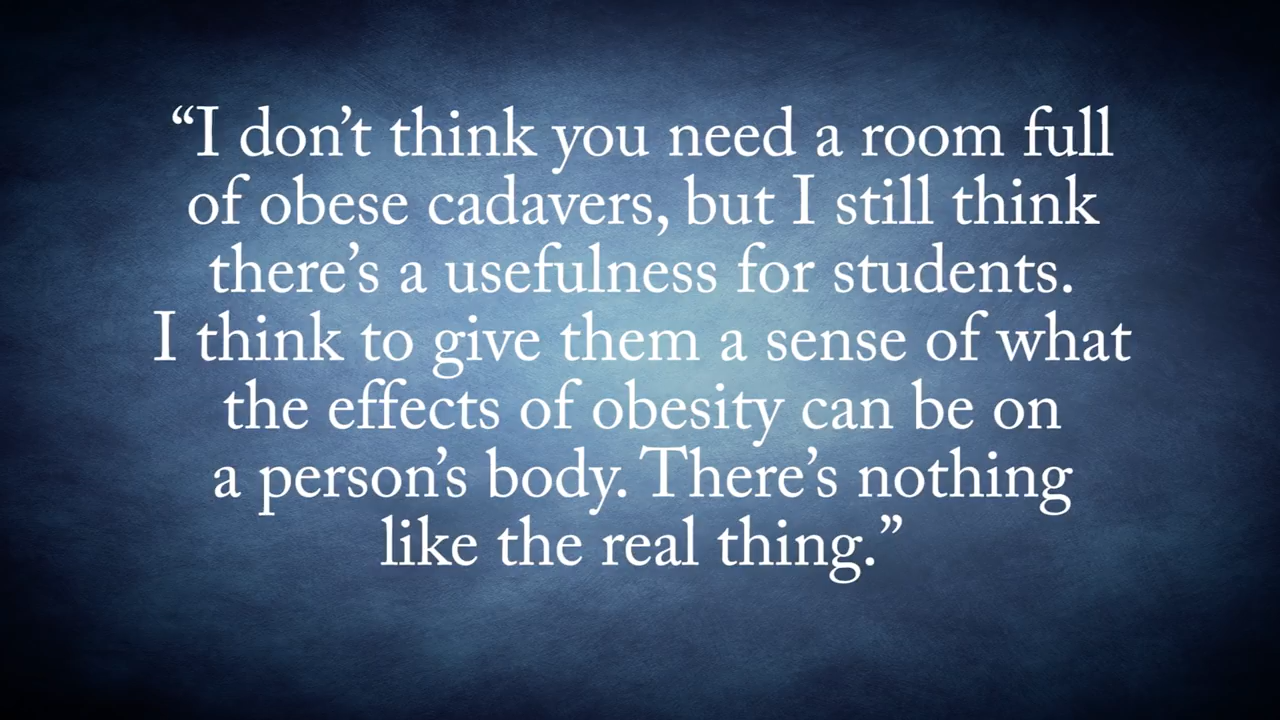 “I don’t think you need a room full
of obese cadavers, but I still think
there’s a usefulness for students.
I think to give them a sense of what
the effects of obesity can be on
a person’s body. There’s nothing
like the real thing.”